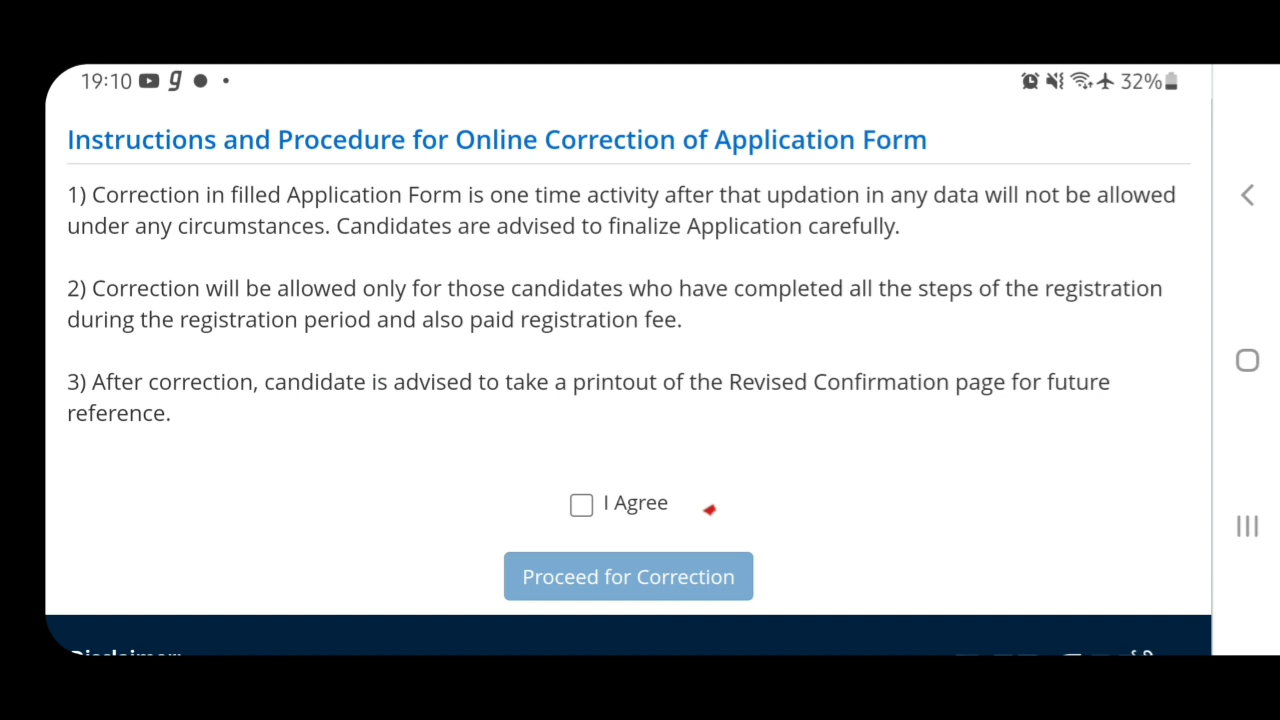 19:10 g 32%
Instructions and Procedure for Online Correction of Application Form
1) Correction in filled Application Form is one time activity after that updation in any data will not be allowed
under any circumstances. Candidates are advised to finalize Application carefully.
2) Correction will be allowed only for those candidates who have completed all the steps of the registration
during the registration period and also paid registration fee.
3) After correction, candidate is advised to take a printout of the Revised Confirmation page for future
reference.
I Agree
Proceed for Correction